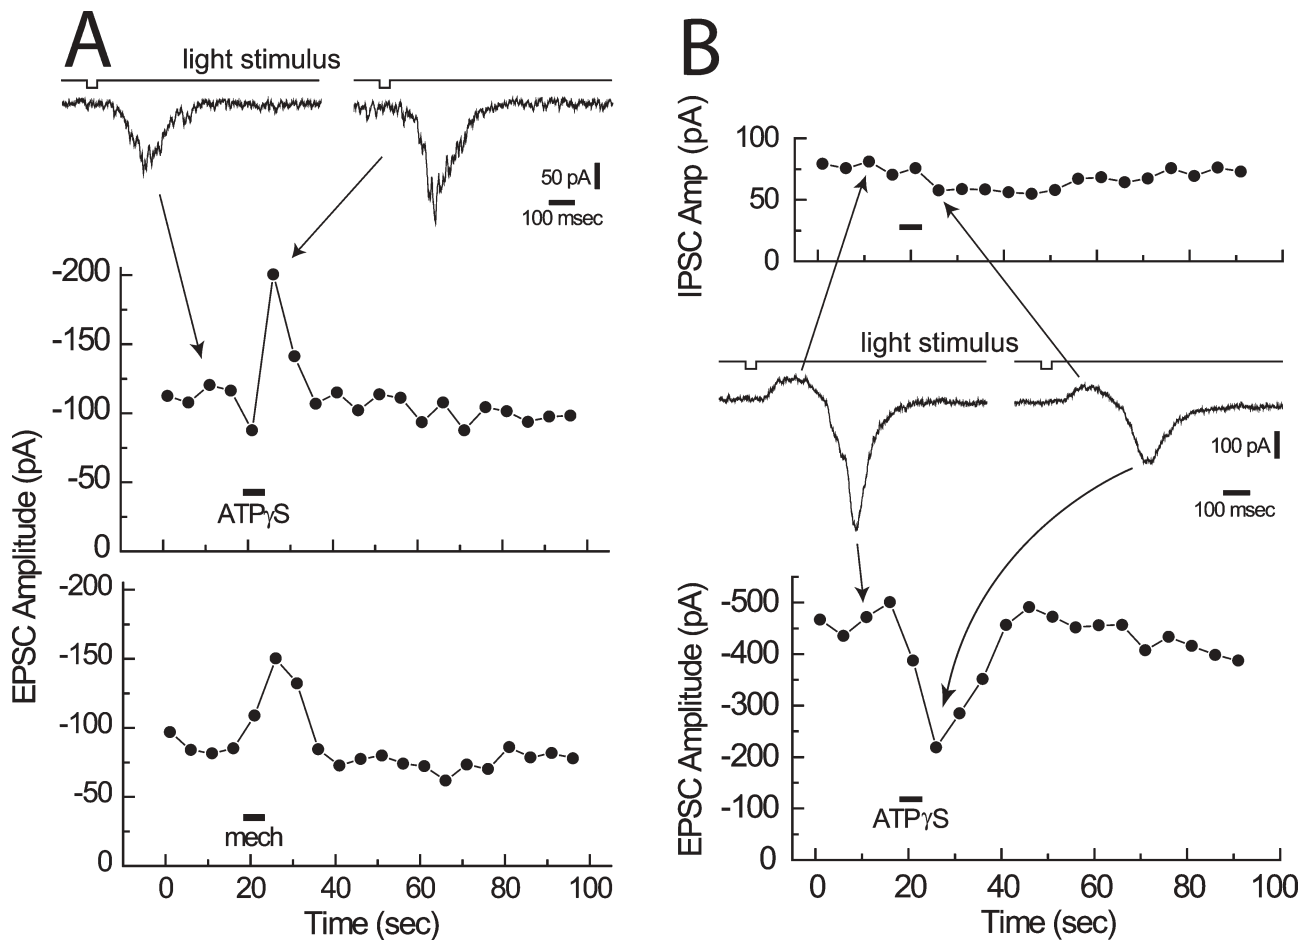 A
light stimulus
50 pA
100 msec
EPSC Amplitude (pA)
-200
-150
-100
-50
0
ATPγS
-200
-150
-100
-50
0
mech
0 20 40 60 80 100
Time (sec)
B
IPSC Amp (pA)
100
50
0
light stimulus
100 pA
100 msec
EPSC Amplitude (pA)
-500
-400
-300
-200
-100
0
ATPγS
0 20 40 60 80 100
Time (sec)